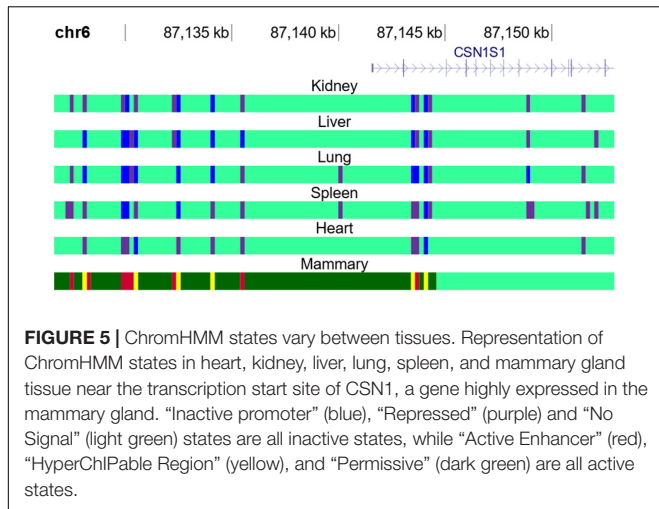 chr6 87,135 kb 87,140 kb 87,145 kb 87,150 kb
CSN1S1
Kidney
Liver
Lung
Spleen
Heart
Mammary
FIGURE 5 | ChromHMM states vary between tissues. Representation of
ChromHMM states in heart, kidney, liver, lung, spleen, and mammary gland
tissue near the transcription start site of CSN1, a gene highly expressed in the
mammary gland. “Inactive promoter” (blue), “Repressed” (purple) and “No
Signal” (light green) states are all inactive states, while “Active Enhancer” (red),
“HyperChIPable Region” (yellow), and “Permissive” (dark green) are all active
states.